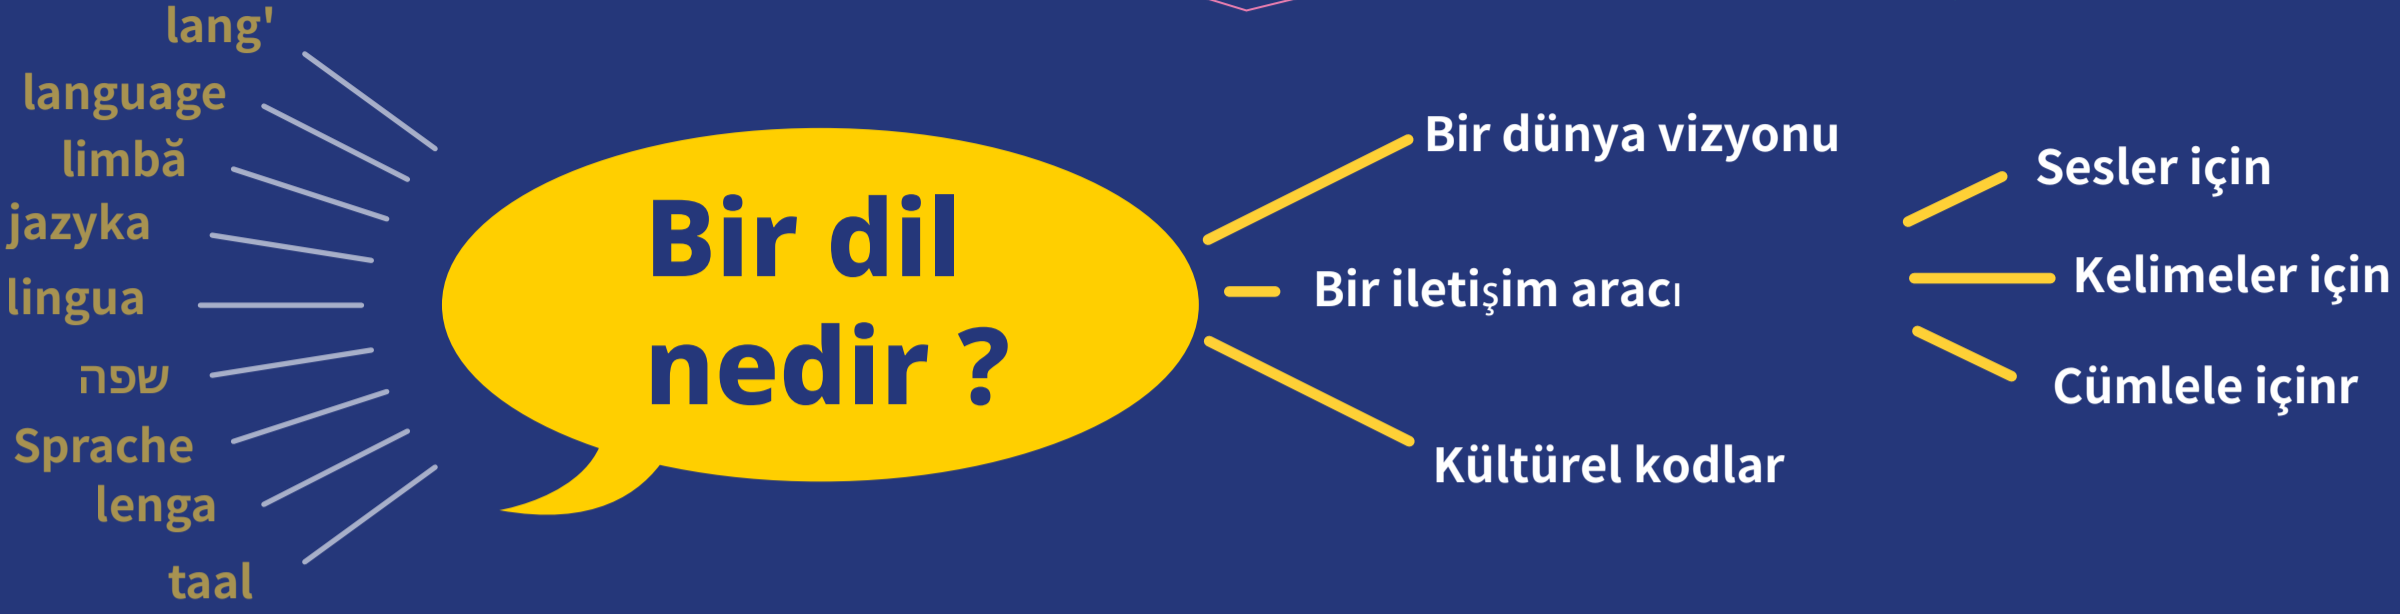 lang'
language
limbă
jazyka
lingua
שפה
Sprache
lenga
taal
Bir dil
nedir ?
Bir dünya vizyonu
Bir iletişim aracı
Kültürel kodlar
Sesler için
Kelimeler için
Cümlele içinr